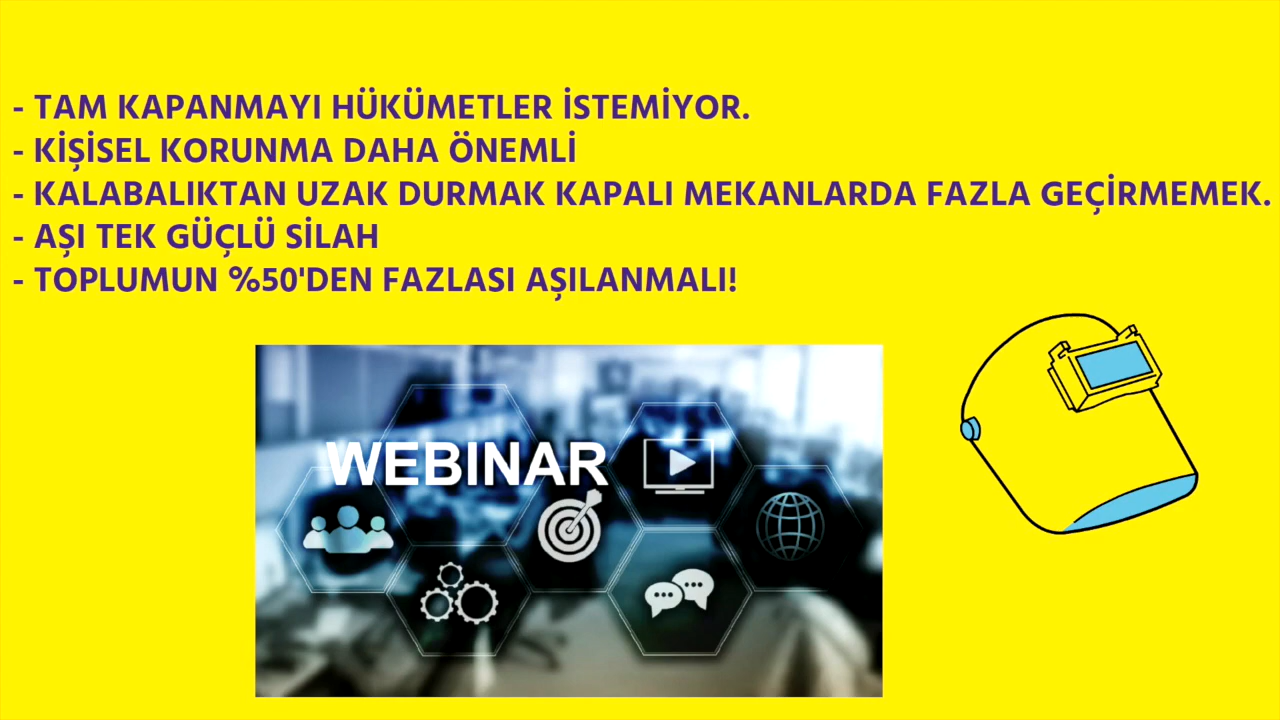 - TAM KAPANMAYI HÜKÜMETLER İSTEMİYOR.
- KİŞİSEL KORUNMA DAHA ÖNEMLİ
- KALABALIKTAN UZAK DURMAK KAPALI MEKANLARDA FAZLA GEÇİRMEMEK.
- AŞI TEK GÜÇLÜ SİLAH
- TOPLUMUN %50'DEN FAZLASI AŞILANMALI!
WEBINAR